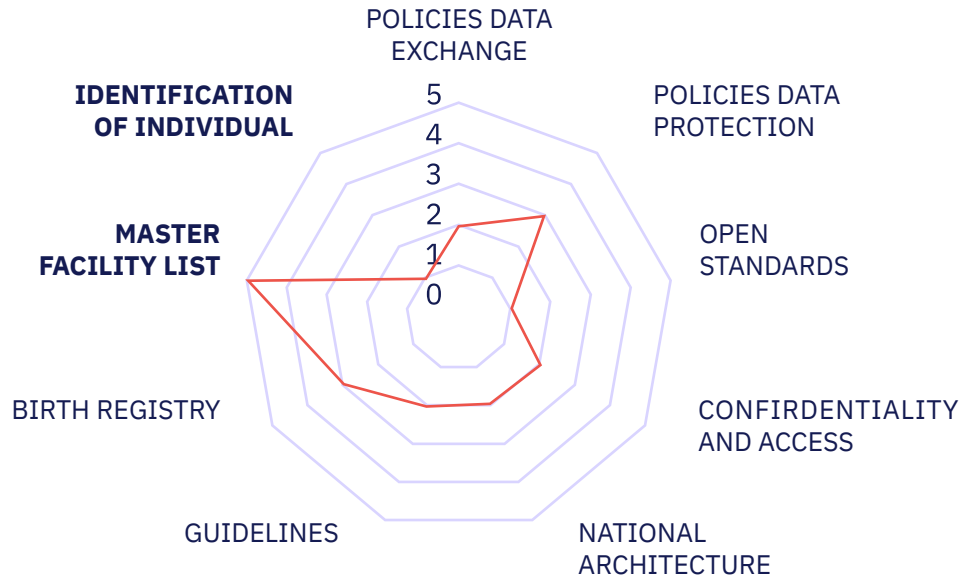 POLICIES DATA
EXCHANGE
IDENTIFICATION
OF INDIVIDUAL
POLICIES DATA
PROTECTION
5
4
3
2
1
0
MASTER
FACILITY LIST
OPEN
STANDARDS
BIRTH REGISTRY
CONFIRDENTIALITY
AND ACCESS
GUIDELINES
NATIONAL
ARCHITECTURE